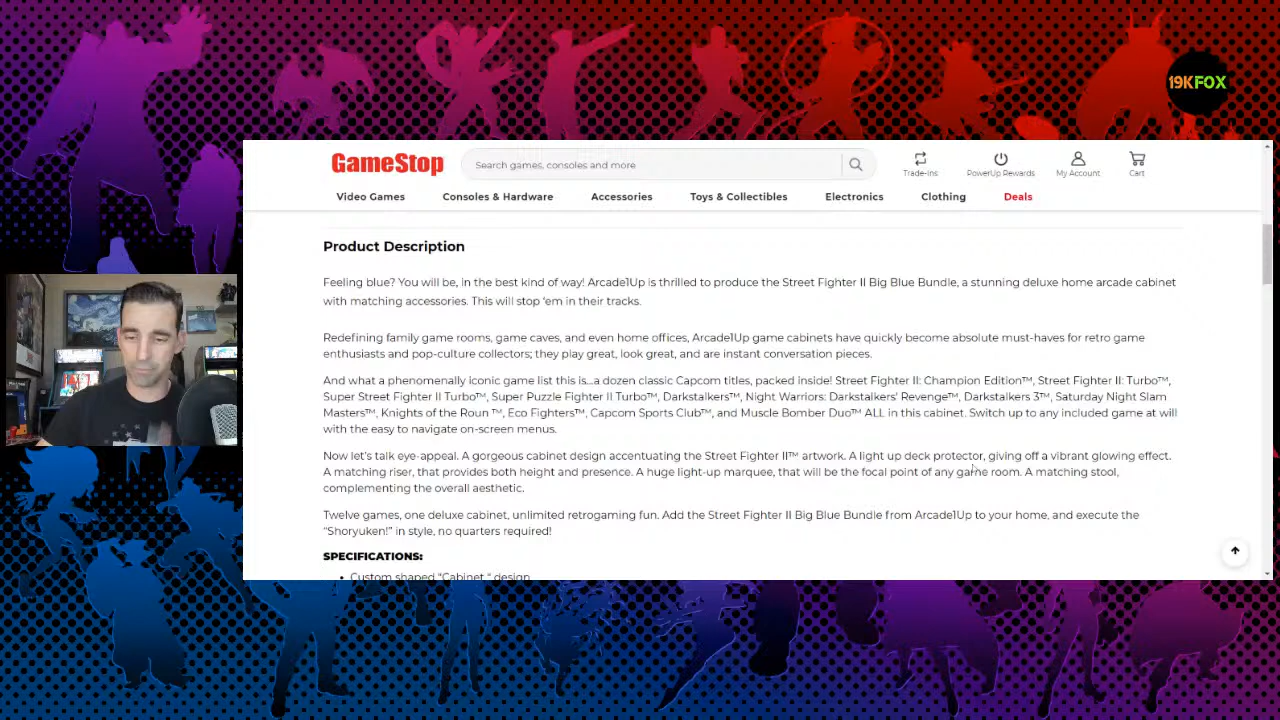 19KFOX
GameStop
Search games, consoles and more
Trade-Ins
PowerUp Rewards
My Account
Cart
Video Games
Consoles & Hardware
Accessories
Toys & Collectibles
Electronics
Clothing
Deals
Product Description
Feeling blue? You will be, in the best kind of way! Arcade1Up is thrilled to produce the Street Fighter II Big Blue Bundle, a stunning deluxe home arcade cabinet
with matching accessories. This will stop ‘em in their tracks.
Redefining family game rooms, game caves, and even home offices, Arcade1Up game cabinets have quickly become absolute must-haves for retro game
enthusiasts and pop-culture collectors; they play great, look great, and are instant conversation pieces.
And what a phenomenally iconic game list this is…a dozen classic Capcom titles, packed inside! Street Fighter II: Champion Edition™, Street Fighter II: Turbo™,
Super Street Fighter II Turbo™, Super Puzzle Fighter II Turbo™, Darkstalkers™, Night Warriors: Darkstalkers’ Revenge™, Darkstalkers 3™, Saturday Night Slam
Masters™, Knights of the Roun ™, Eco Fighters™, Capcom Sports Club™, and Muscle Bomber Duo™ ALL in this cabinet. Switch up to any included game at will
with the easy to navigate on-screen menus.
Now let’s talk eye-appeal. A gorgeous cabinet design accentuating the Street Fighter II™ artwork. A light up deck protector, giving off a vibrant glowing effect.
A matching riser, that provides both height and presence. A huge light-up marquee, that will be the focal point of any game room. A matching stool,
complementing the overall aesthetic.
Twelve games, one deluxe cabinet, unlimited retrogaming fun. Add the Street Fighter II Big Blue Bundle from Arcade1Up to your home, and execute the
“Shoryuken!” in style, no quarters required!
SPECIFICATIONS:
• Custom shaped "Cabinet " design